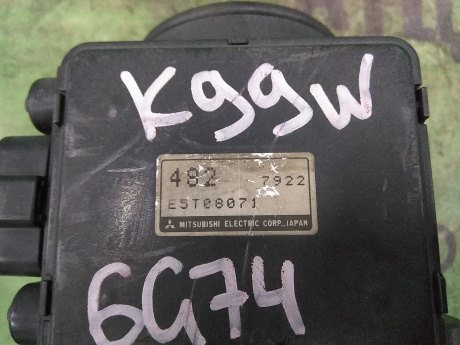 K99W
482 7922
E5T08071
MITSUBISHI ELECTRIC CORP. JAPAN
6G74